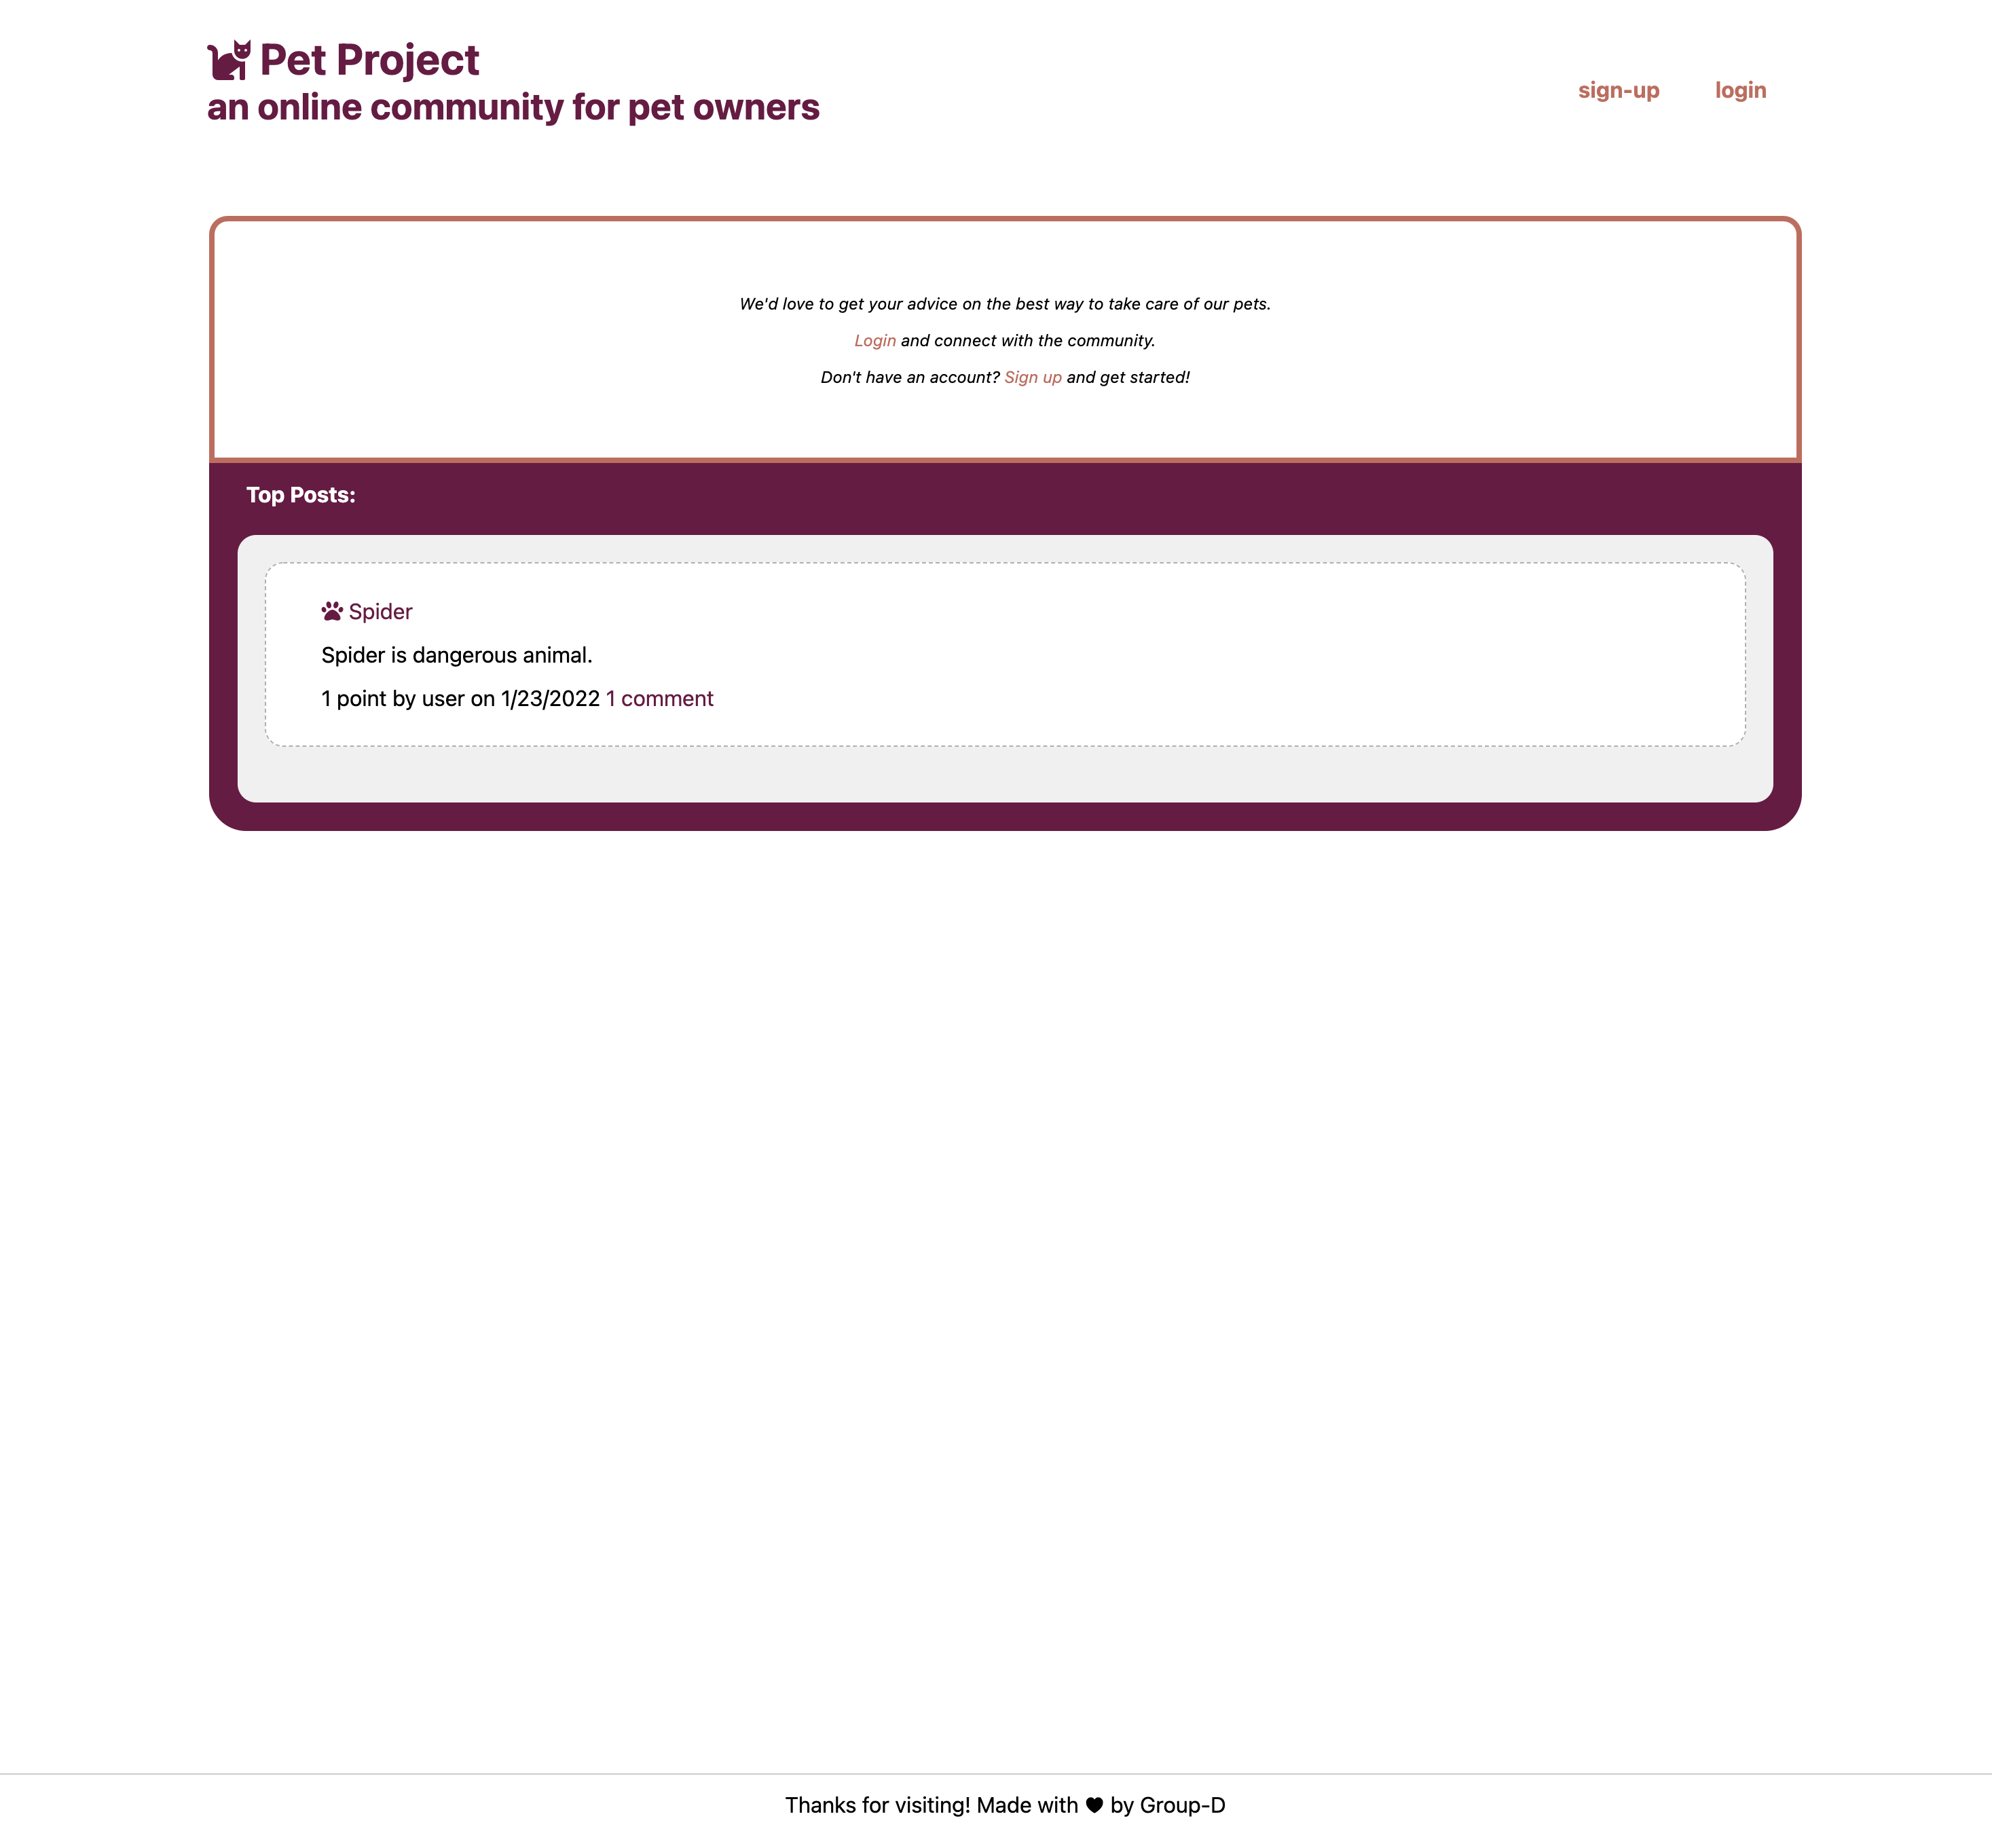 Pet Project
an online community for pet owners
sign-up
login
We'd love to get your advice on the best way to take care of our pets.
Login and connect with the community.
Don't have an account? Sign up and get started!
Top Posts:
Spider
Spider is dangerous animal.
1 point by user on 1/23/2022 1 comment
Thanks for visiting! Made with ♥ by Group-D